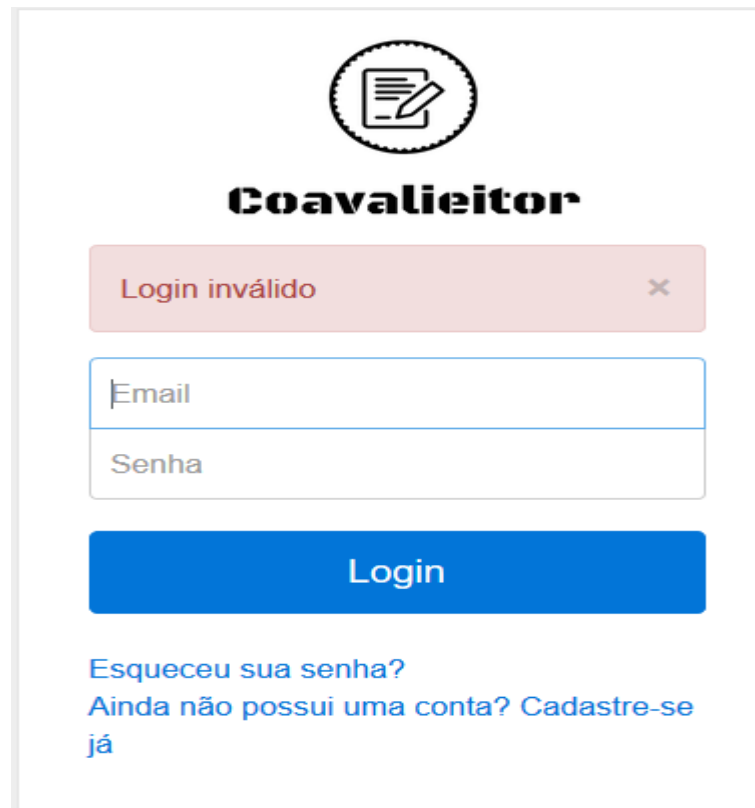 Coavalieitor
Login inválido ×
Email
Senha
Login
Esqueceu sua senha?
Ainda não possui uma conta? Cadastre-se
já